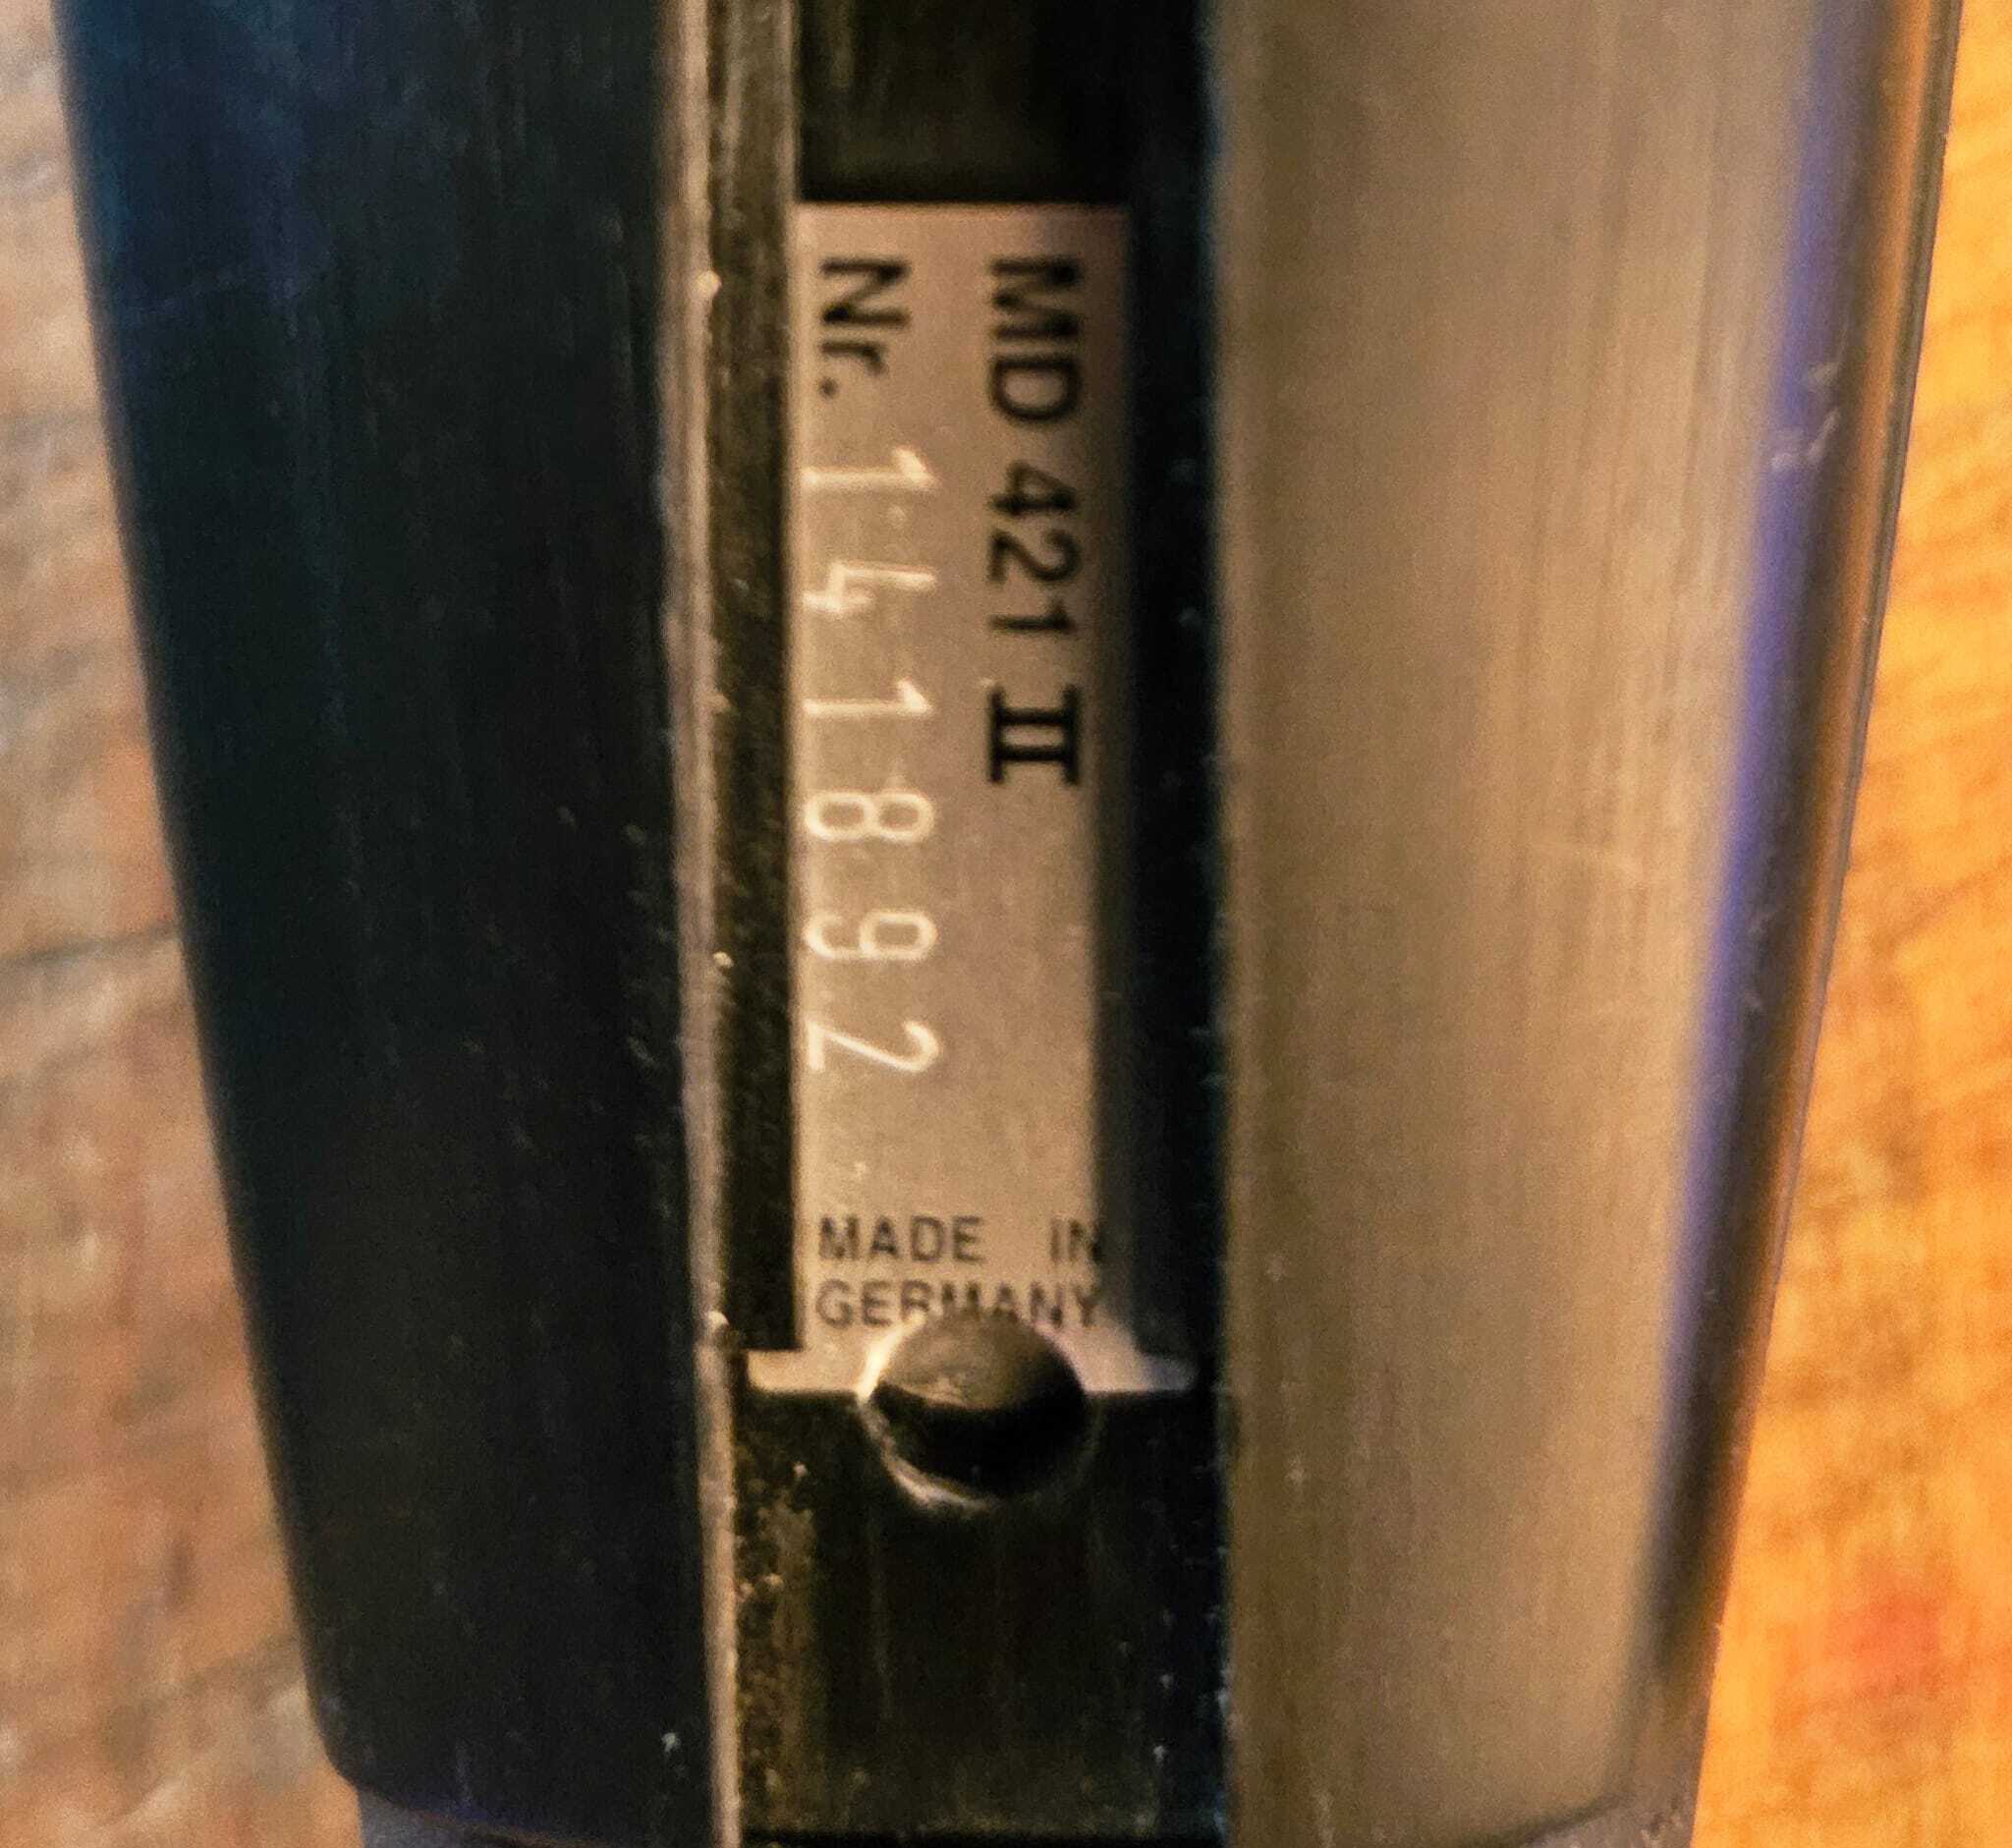 MD 421 II
Nr. 141892
MADE IN
GERMANY